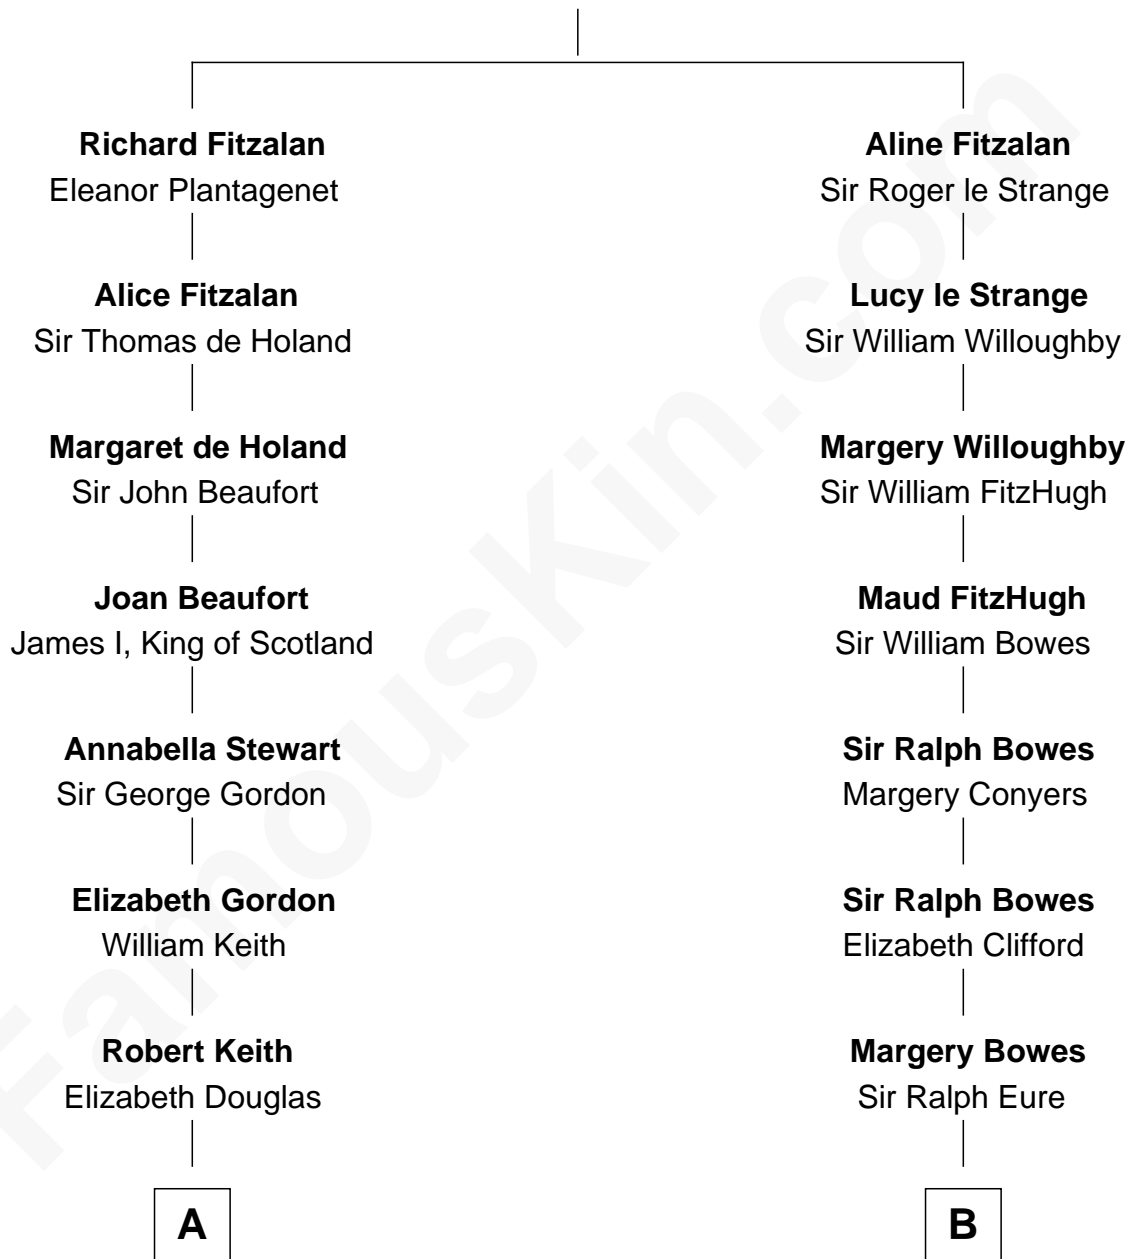 Richard Fitzalan
Eleanor Plantagenet
Alice Fitzalan
Sir Thomas de Holand
Margaret de Holand
Sir John Beaufort
Joan Beaufort
James I, King of Scotland
Annabella Stewart
Sir George Gordon
Elizabeth Gordon
William Keith
Robert Keith
Elizabeth Douglas
A
Aline Fitzalan
Sir Roger le Strange
Lucy le Strange
Sir William Willoughby
Margery Willoughby
Sir William FitzHugh
Maud FitzHugh
Sir William Bowes
Sir Ralph Bowes
Margery Conyers
Sir Ralph Bowes
Elizabeth Clifford
Margery Bowes
Sir Ralph Eure
B
FamousKin.com